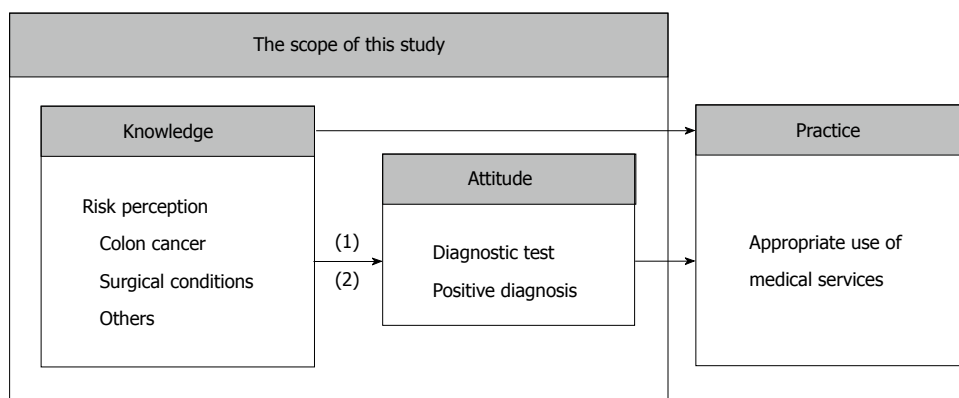 The scope of this study
Knowledge
Risk perception
Colon cancer
Surgical conditions
Others
(1)
(2)
Attitude
Diagnostic test
Positive diagnosis
Practice
Appropriate use of
medical services